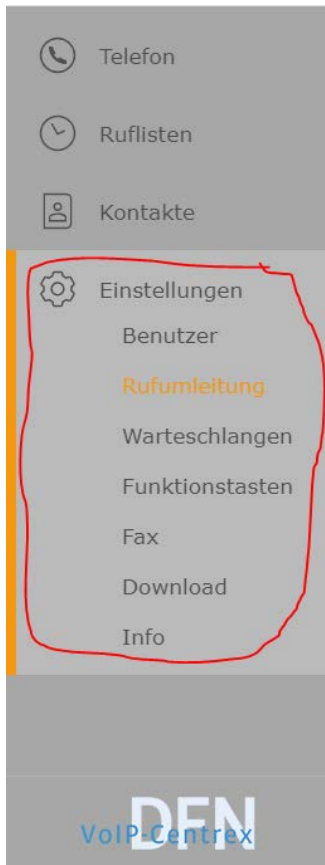 Telefon
Ruflisten
Kontakte
Einstellungen
Benutzer
Rufumleitung
Warteschlangen
Funktionstasten
Fax
Download
Info
DFN
VoIP-Centrex